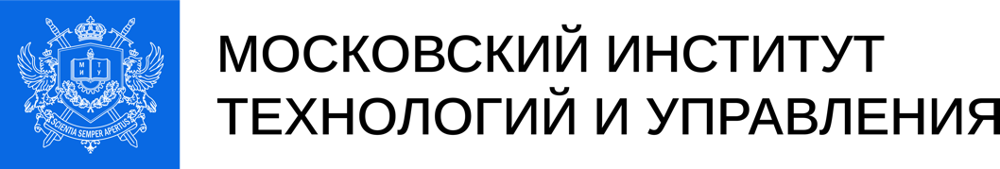 М Т
И У
SCIENTIA SEMPER APERTUS
МОСКОВСКИЙ ИНСТИТУТ
ТЕХНОЛОГИЙ И УПРАВЛЕНИЯ